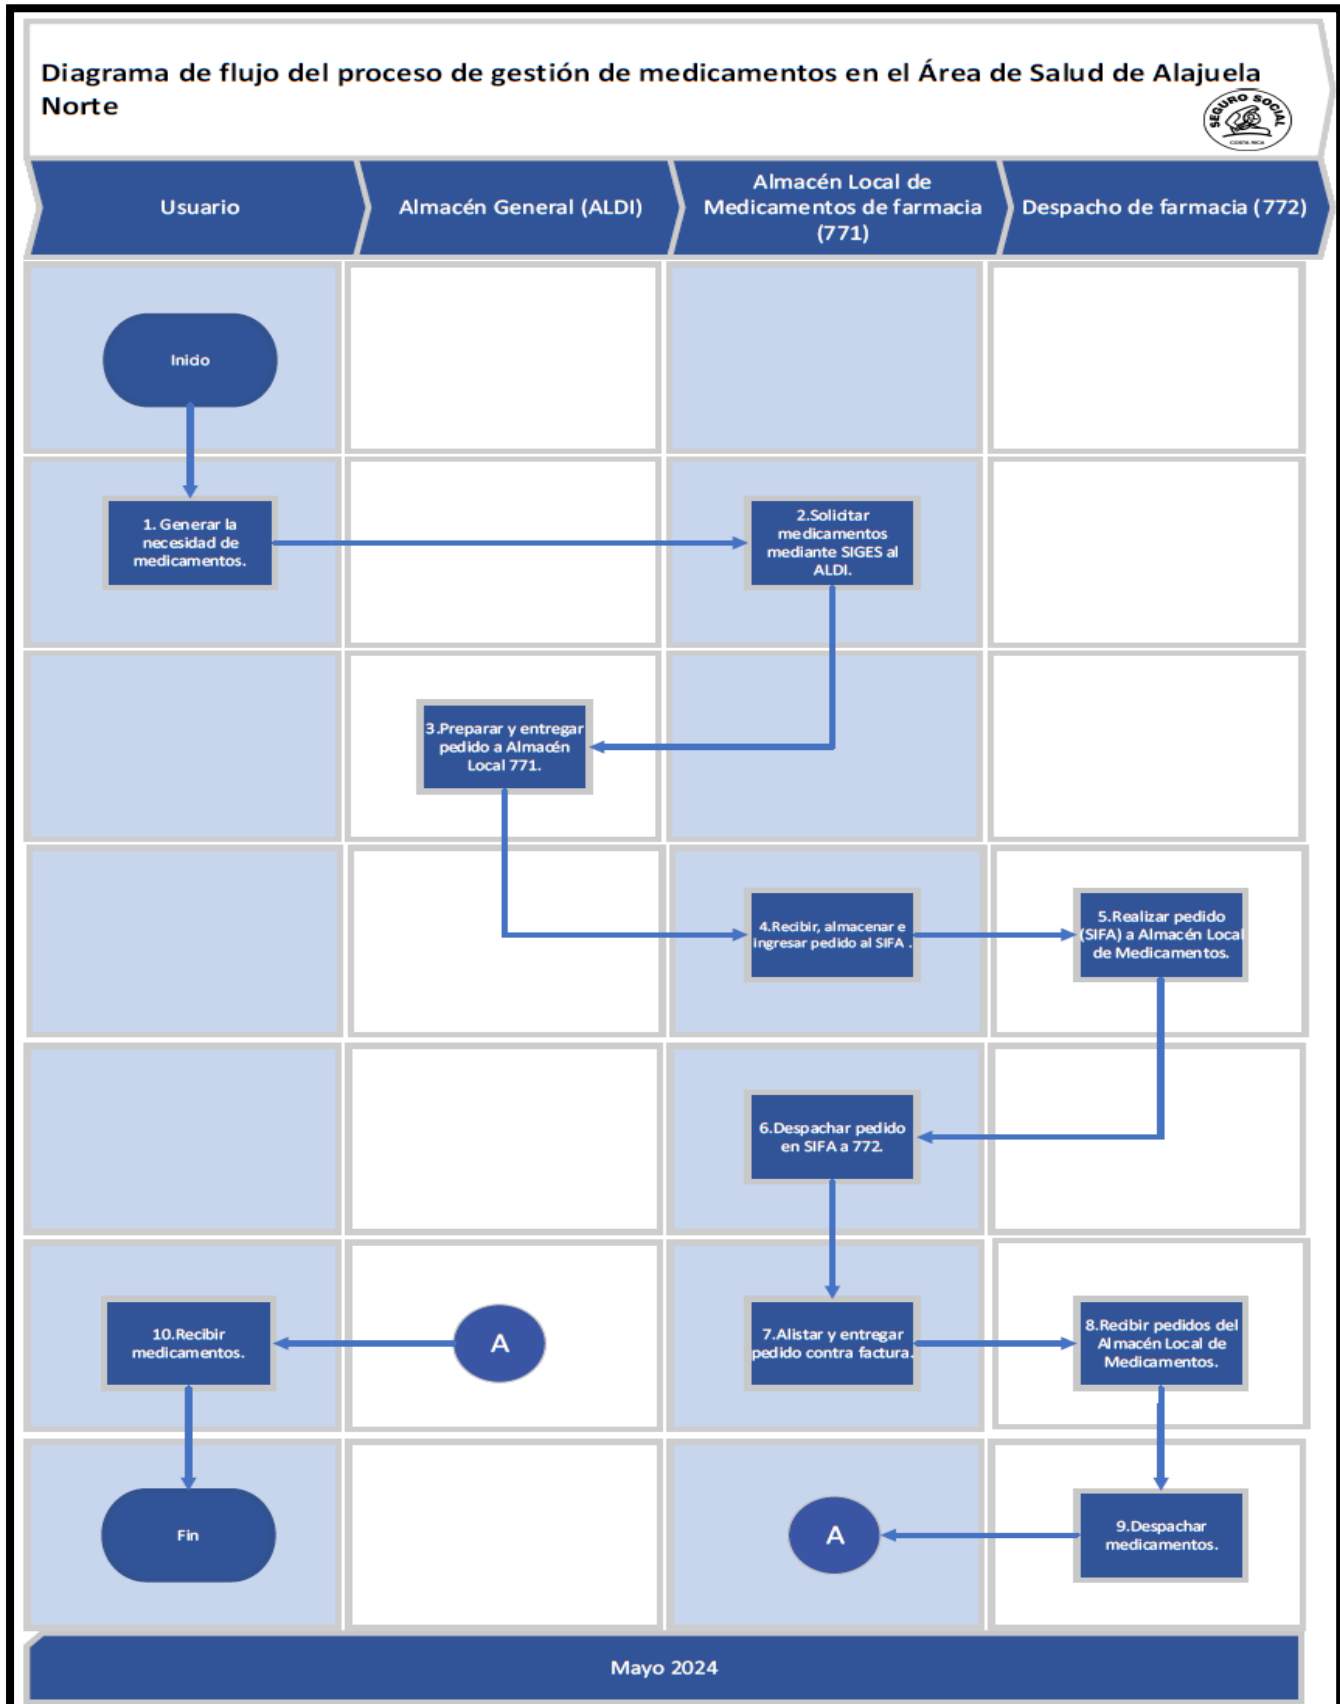 Diagrama de flujo del proceso de gestión de medicamentos en el Área de Salud de Alajuela
Norte
SEGURO SOCIAL
COSTA RICA
Usuario
Almacén General (ALDI)
Almacén Local de
Medicamentos de farmacia
(771)
Despacho de farmacia (772)
Inicio
1. Generar la
necesidad de
medicamentos.
2.Solicitar
medicamentos
mediante SIGES al
ALDI.
3.Preparar y entregar
pedido a Almacén
Local 771.
4.Recibir, almacenar e
ingresar pedido al SIFA .
5.Realizar pedido
(SIFA) a Almacén Local
de Medicamentos.
6.Despachar pedido
en SIFA a 772.
10.Recibir
medicamentos.
A
7.Alistar y entregar
pedido contra factura.
8.Recibir pedidos del
Almacén Local de
Medicamentos.
Fin
A
9.Despachar
medicamentos.
Mayo 2024